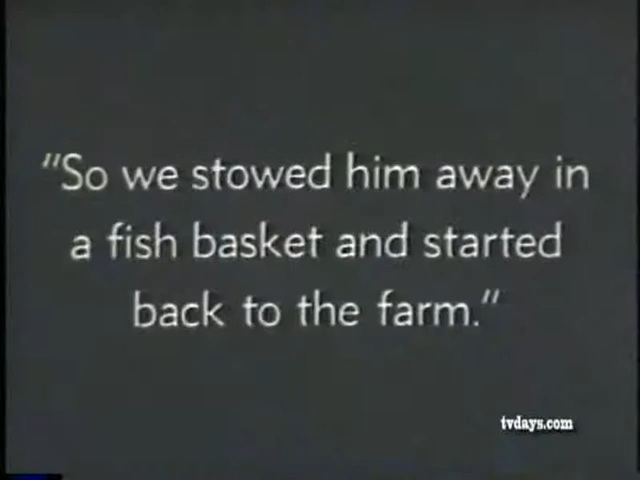 "So we stowed him away in
a fish basket and started
back to the farm."
tvdays.com